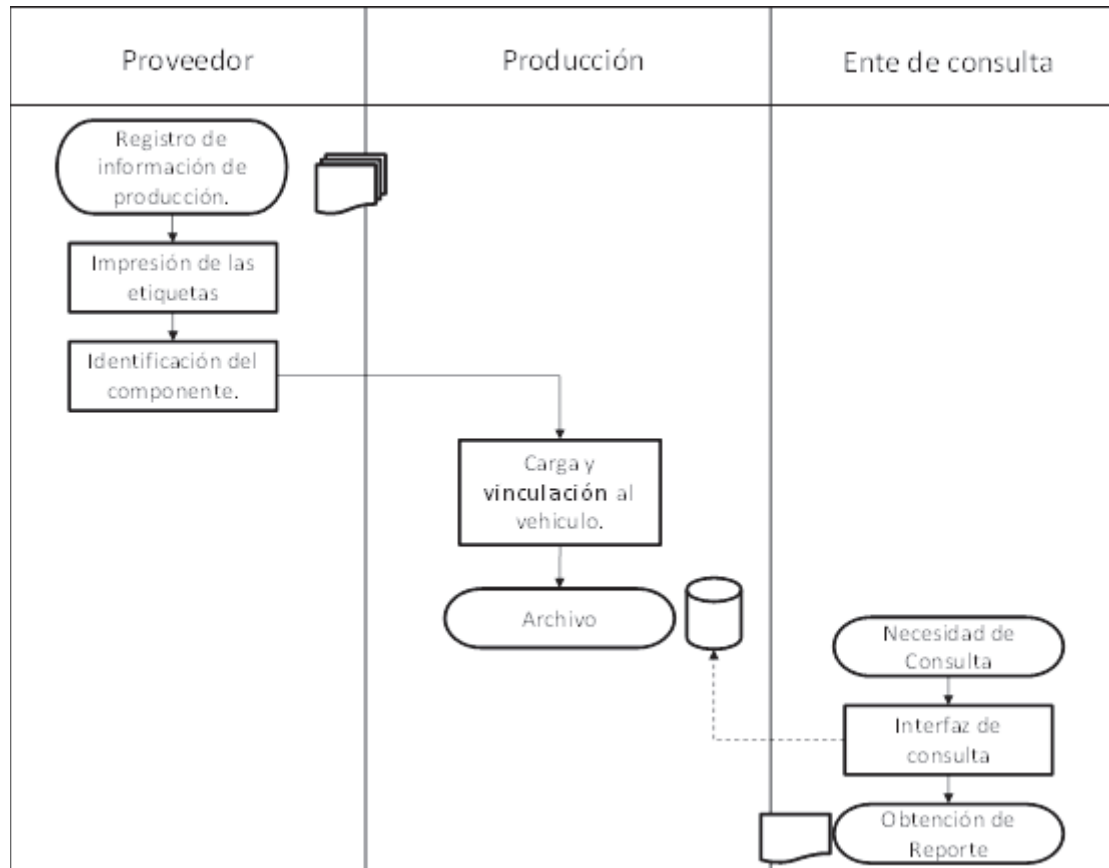 Proveedor
Producción
Ente de consulta
Registro de
información de
producción.
Impresión de las
etiquetas
Identificación del
componente.
Carga y
vinculación al
vehiculo.
Archivo
Necesidad de
Consulta
Interfaz de
consulta
Obtención de
Reporte